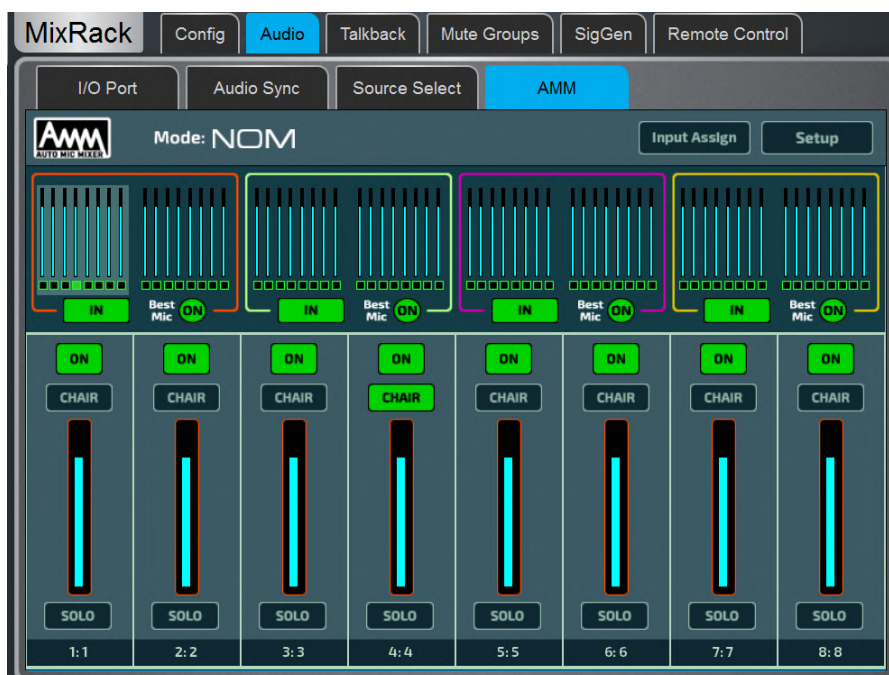 MixRack Config Audio Talkback Mute Groups SigGen Remote Control
I/O Port Audio Sync Source Select AMM
AMM
AUTO MIC MIXER
Mode: NOM Input Assign Setup
IN Best Mic ON IN Best Mic ON IN Best Mic ON IN Best Mic ON
ON ON ON ON ON ON ON ON
CHAIR CHAIR CHAIR CHAIR CHAIR CHAIR CHAIR CHAIR
SOLO SOLO SOLO SOLO SOLO SOLO SOLO SOLO
1:1 2:2 3:3 4:4 5:5 6:6 7:7 8:8